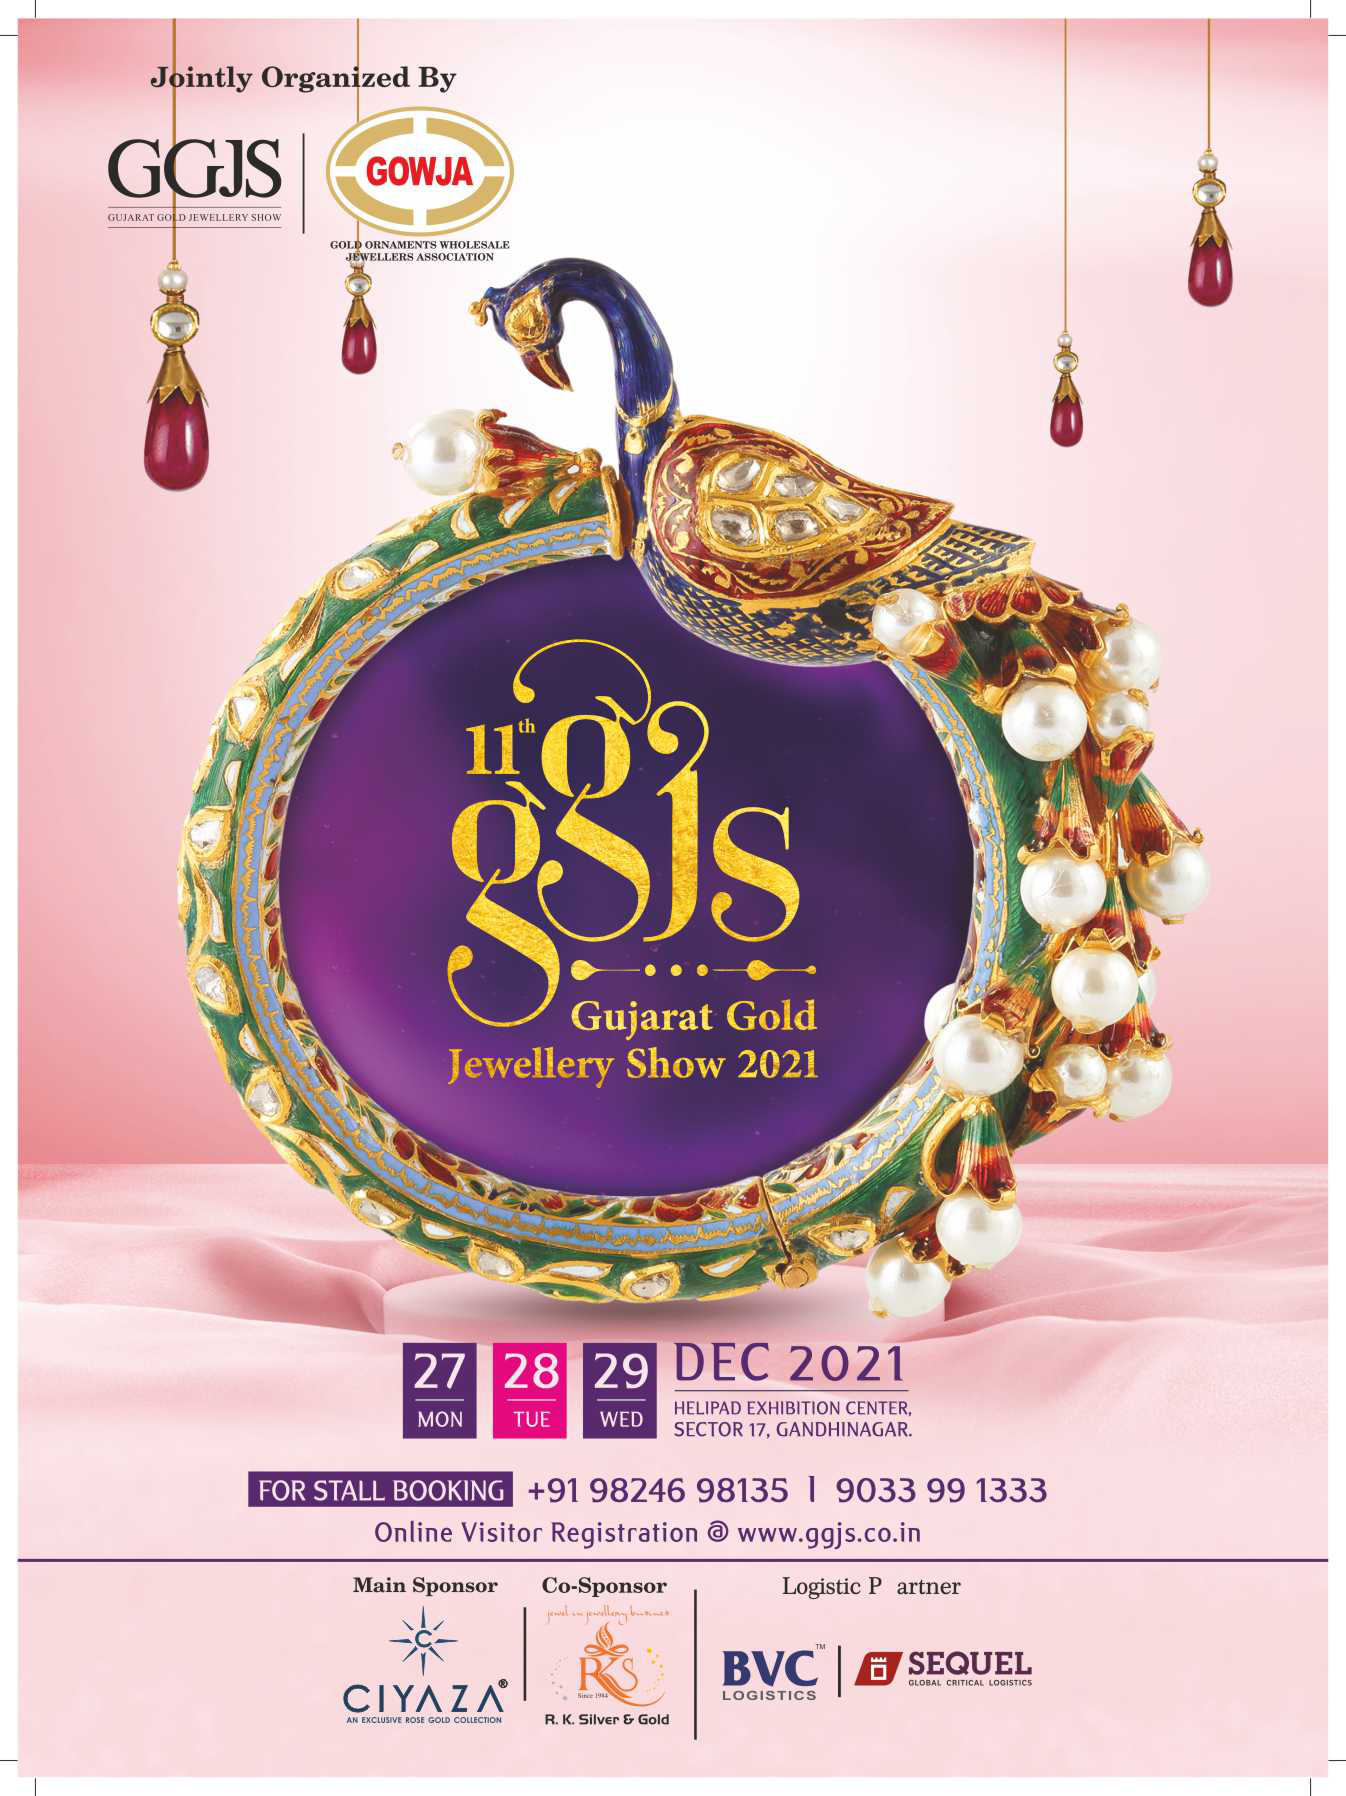 Jointly Organized By
GGJS
GUJARAT GOLD JEWELLERY SHOW
GOWJA
GOLD ORNAMENTS WHOLESALE
JEWELLERS ASSOCIATION
11th
ggjs
Gujarat Gold
Jewellery Show 2021
27 MON
28 TUE
29 WED
DEC 2021
HELIPAD EXHIBITION CENTER,
SECTOR 17, GANDHINAGAR.
FOR STALL BOOKING +91 98246 98135 | 9033 99 1333
Online Visitor Registration @ www.ggjs.co.in
Main Sponsor
CIYAZA®
AN EXCLUSIVE ROSE GOLD COLLECTION
Co-Sponsor
jewel in jewellery business
RKS
Since 1984
R. K. Silver & Gold
Logistic P artner
BVC™
LOGISTICS
SEQUEL
GLOBAL CRITICAL LOGISTICS